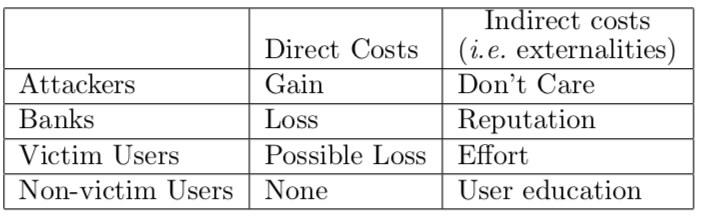 Indirect costs
Direct Costs (i.e. externalities)
Attackers Gain Don't Care
Banks Loss Reputation
Victim Users Possible Loss Effort
Non-victim Users None User education